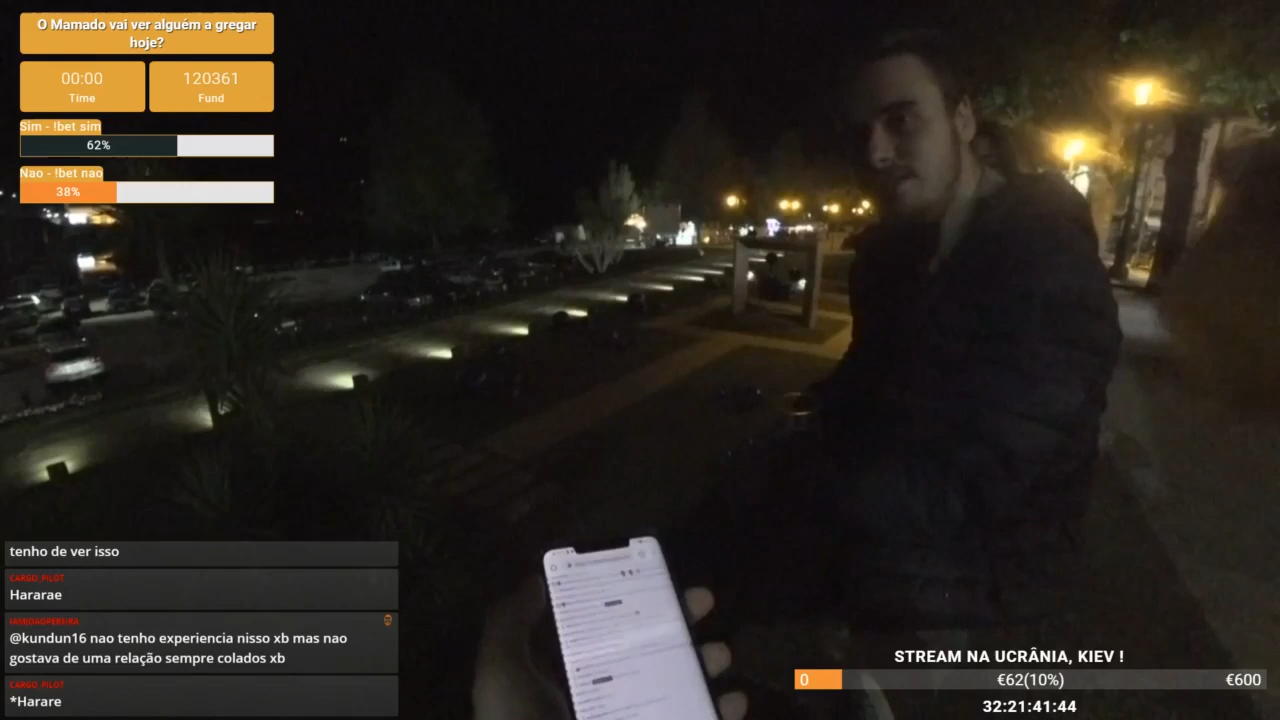 O Mamado vai ver alguém a gregar
hoje?
00:00
Time
120361
Fund
Sim - !bet sim
62%
Nao - !bet nao
38%
tenho de ver isso
CARGO_PILOT
Hararae
IAMJOAOPEREIRA
@kundun16 nao tenho experiencia nisso xb mas nao
gostava de uma relação sempre colados xb
CARGO_PILOT
*Harare
STREAM NA UCRÂNIA, KIEV !
0
€62(10%)
€600
32:21:41:44